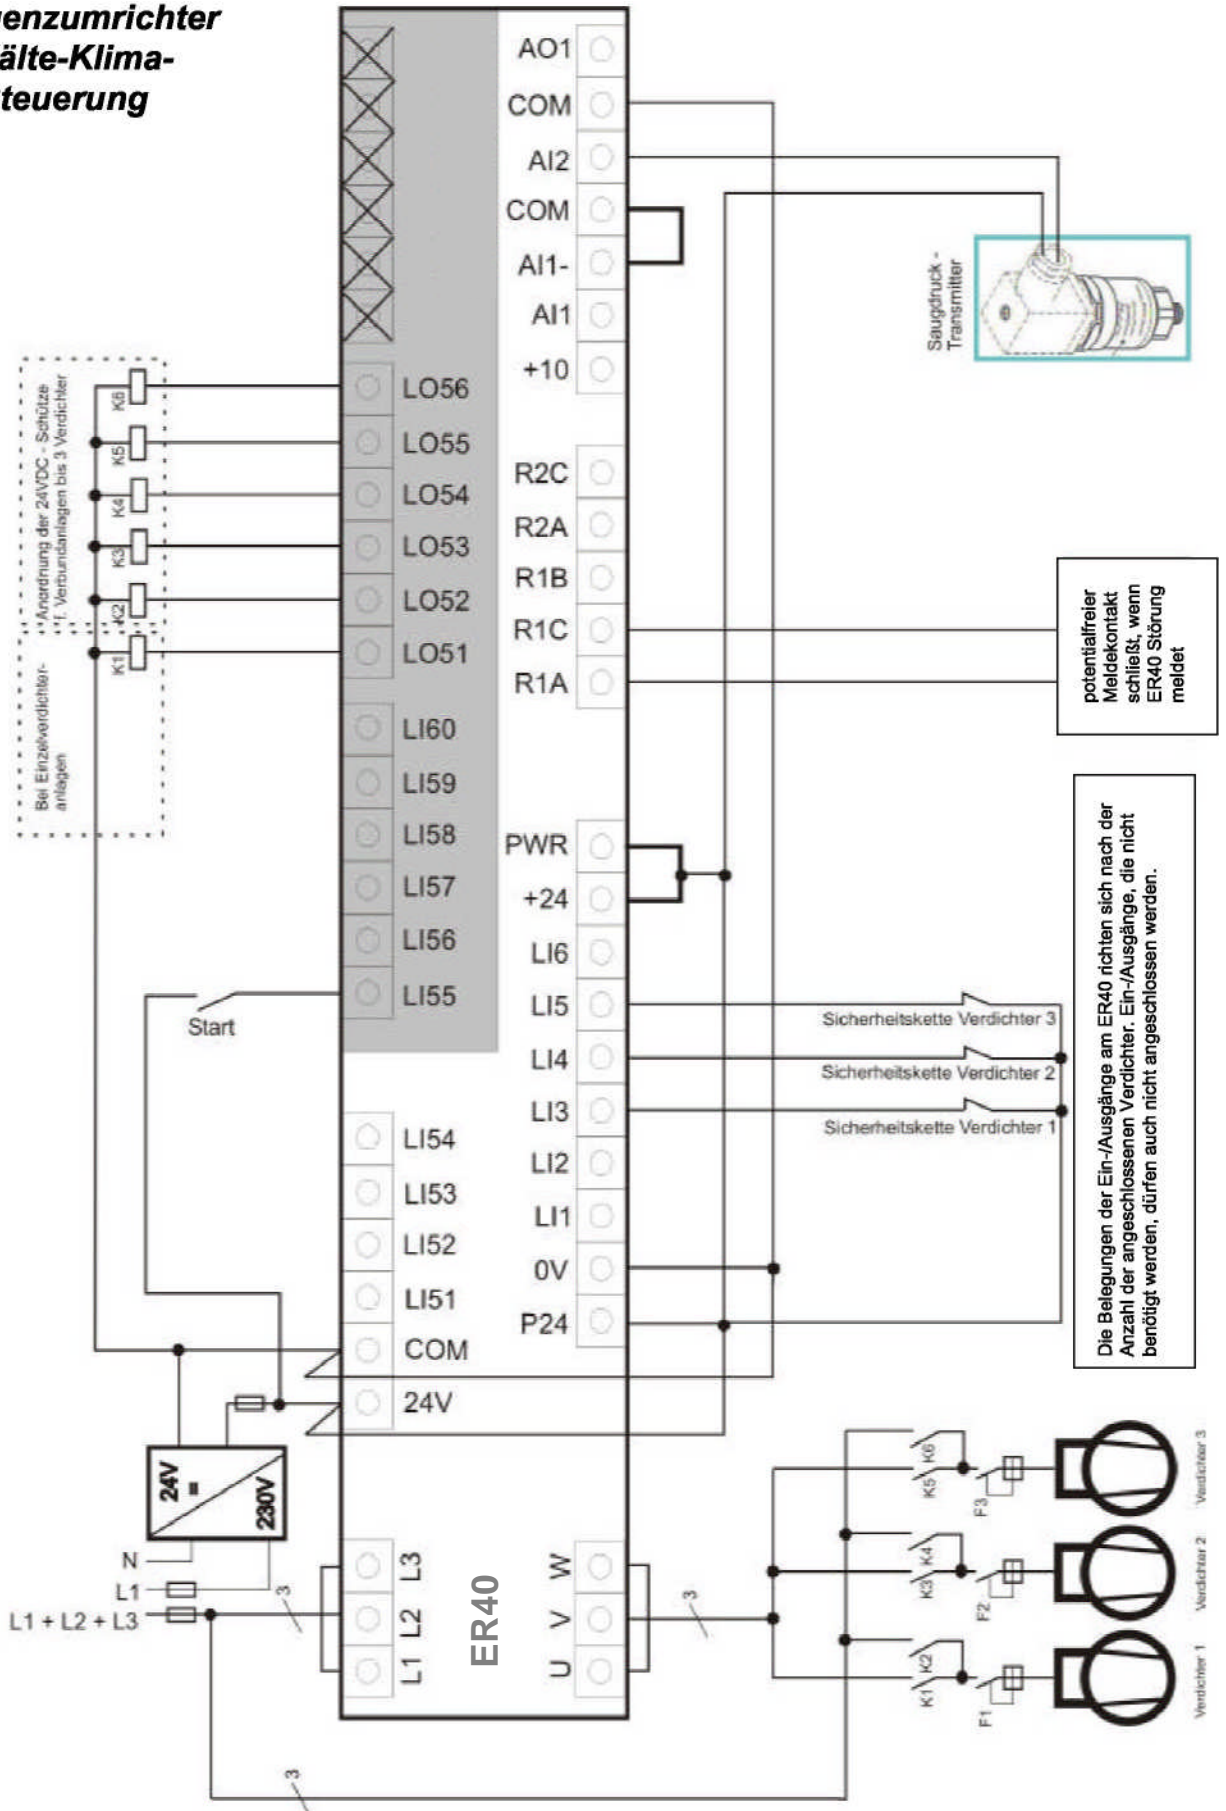 enzumrichter
älte-Klima-
teuerung
AO1
COM
AI2
COM
AI1-
AI1
+10
R2C
R2A
R1B
R1C
R1A
PWR
+24
LI6
LI5
LI4
LI3
LI2
LI1
0V
P24
LO56
LO55
LO54
LO53
LO52
LO51
LI60
LI59
LI58
LI57
LI56
LI55
LI54
LI53
LI52
LI51
COM
24V
L3
L2
L1
ER40
W
V
U
Anordnung der 24VDC - Schütze
f. Verbundanlagen bis 3 Verdichter
K6
K5
K4
K3
K2
K1
Bei Einzelverdichter-
anlagen
Start
24V
=
230V
N
L1
L1 + L2 + L3
3
3
3
Saugdruck -
Transmitter
potentialfreier
Meldekontakt
schließt, wenn
ER40 Störung
meldet
Sicherheitskette Verdichter 3
Sicherheitskette Verdichter 2
Sicherheitskette Verdichter 1
Die Belegungen der Ein-/Ausgänge am ER40 richten sich nach der
Anzahl der angeschlossenen Verdichter. Ein-/Ausgänge, die nicht
benötigt werden, dürfen auch nicht angeschlossen werden.
K5 K6
F3
Verdichter 3
K3 K4
F2
Verdichter 2
K1 K2
F1
Verdichter 1